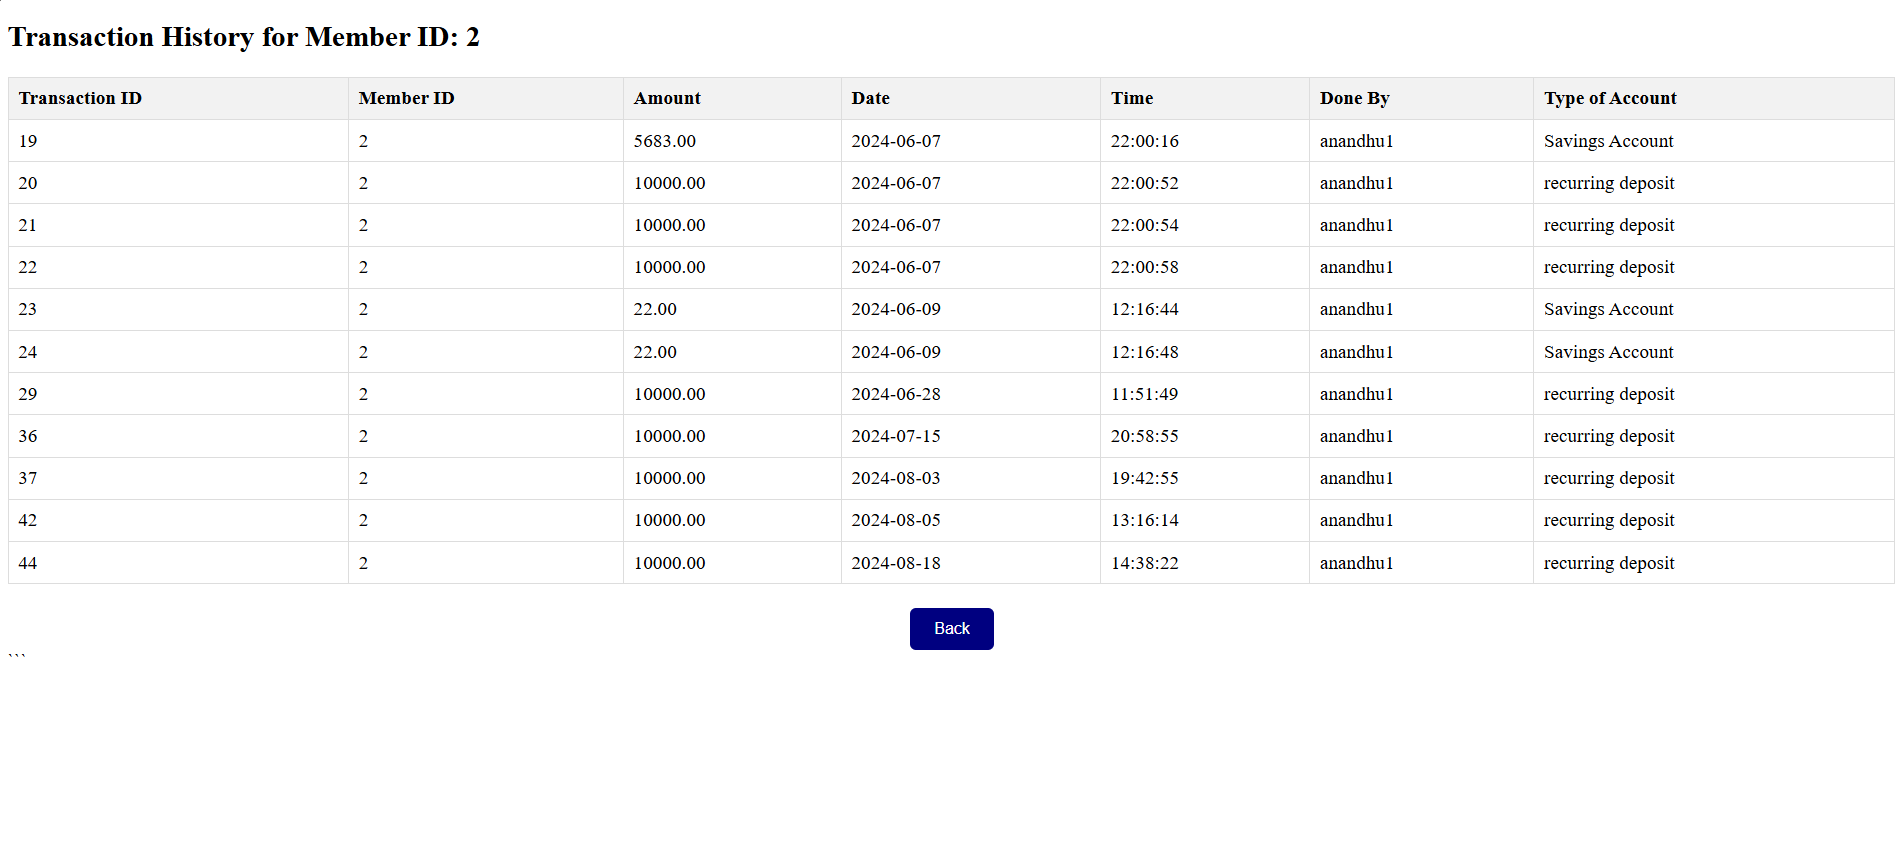 Transaction History for Member ID: 2
Transaction ID Member ID Amount Date Time Done By Type of Account
19 2 5683.00 2024-06-07 22:00:16 anandhu1 Savings Account
20 2 10000.00 2024-06-07 22:00:52 anandhu1 recurring deposit
21 2 10000.00 2024-06-07 22:00:54 anandhu1 recurring deposit
22 2 10000.00 2024-06-07 22:00:58 anandhu1 recurring deposit
23 2 22.00 2024-06-09 12:16:44 anandhu1 Savings Account
24 2 22.00 2024-06-09 12:16:48 anandhu1 Savings Account
29 2 10000.00 2024-06-28 11:51:49 anandhu1 recurring deposit
36 2 10000.00 2024-07-15 20:58:55 anandhu1 recurring deposit
37 2 10000.00 2024-08-03 19:42:55 anandhu1 recurring deposit
42 2 10000.00 2024-08-05 13:16:14 anandhu1 recurring deposit
44 2 10000.00 2024-08-18 14:38:22 anandhu1 recurring deposit
Back
```